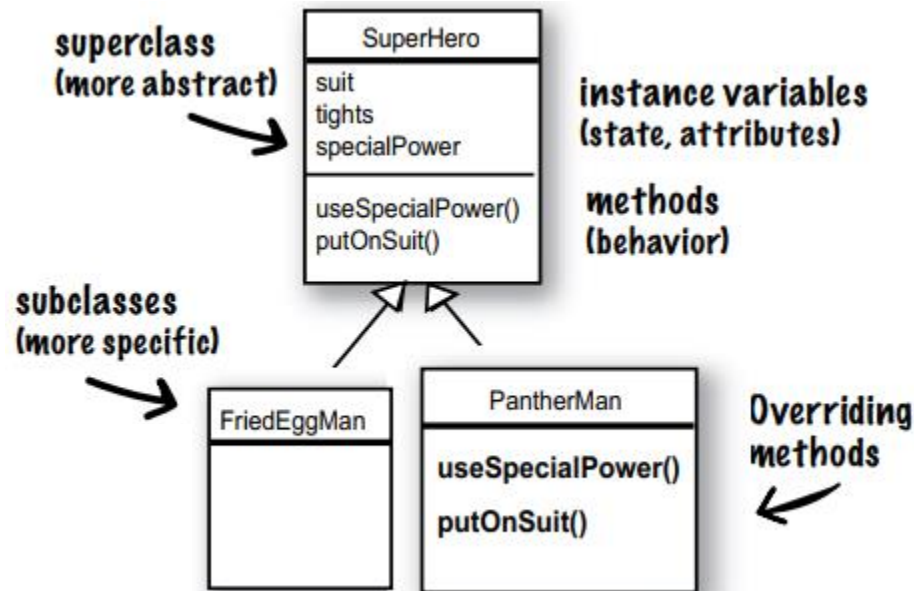 superclass
(more abstract)
SuperHero
suit
tights
specialPower
instance variables
(state, attributes)
useSpecialPower()
putOnSuit()
methods
(behavior)
subclasses
(more specific)
FriedEggMan
PantherMan
useSpecialPower()
putOnSuit()
Overriding
methods